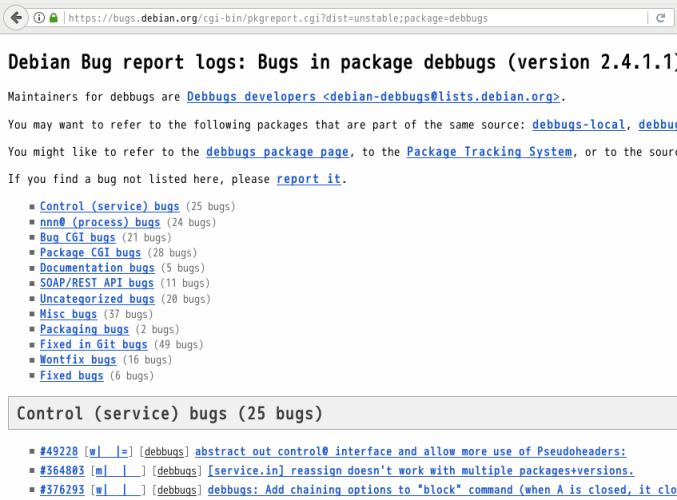 https://bugs.debian.org/cgi-bin/pkgreport.cgi?dist=unstable;package=debbugs
Debian Bug report logs: Bugs in package debbugs (version 2.4.1.1)
Maintainers for debbugs are Debbugs developers <debian-debbugs@lists.debian.org>.
You may want to refer to the following packages that are part of the same source: debbugs-local, debbug
You might like to refer to the debbugs package page, to the Package Tracking System, or to the sourc
If you find a bug not listed here, please report it.
Control (service) bugs (25 bugs)
nnn@ (process) bugs (24 bugs)
Bug CGI bugs (21 bugs)
Package CGI bugs (28 bugs)
Documentation bugs (5 bugs)
SOAP/REST API bugs (11 bugs)
Uncategorized bugs (20 bugs)
Misc bugs (37 bugs)
Packaging bugs (2 bugs)
Fixed in Git bugs (49 bugs)
Wontfix bugs (16 bugs)
Fixed bugs (6 bugs)
Control (service) bugs (25 bugs)
#49228 [w| |=] [debbugs] abstract out control@ interface and allow more use of Pseudoheaders:
#364803 [m| | ] [debbugs] [service.in] reassign doesn't work with multiple packages+versions.
#376293 [w| | ] [debbugs] debbugs: Add chaining options to "block" command (when A is closed, it clo